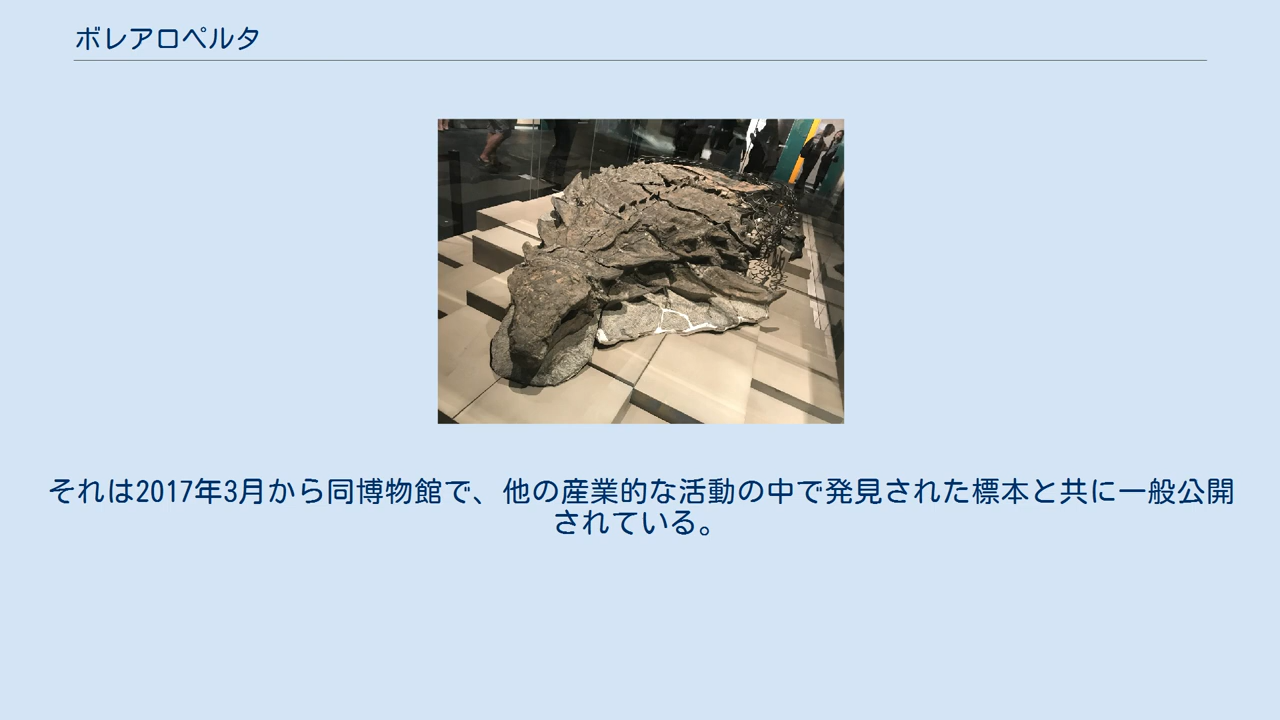 ボレアロペルタ
それは2017年3月から同博物館で、他の産業的な活動の中で発見された標本と共に一般公開
されている。